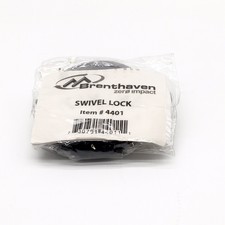 Brenthaven
zero impact
SWIVEL LOCK
Item # 4401